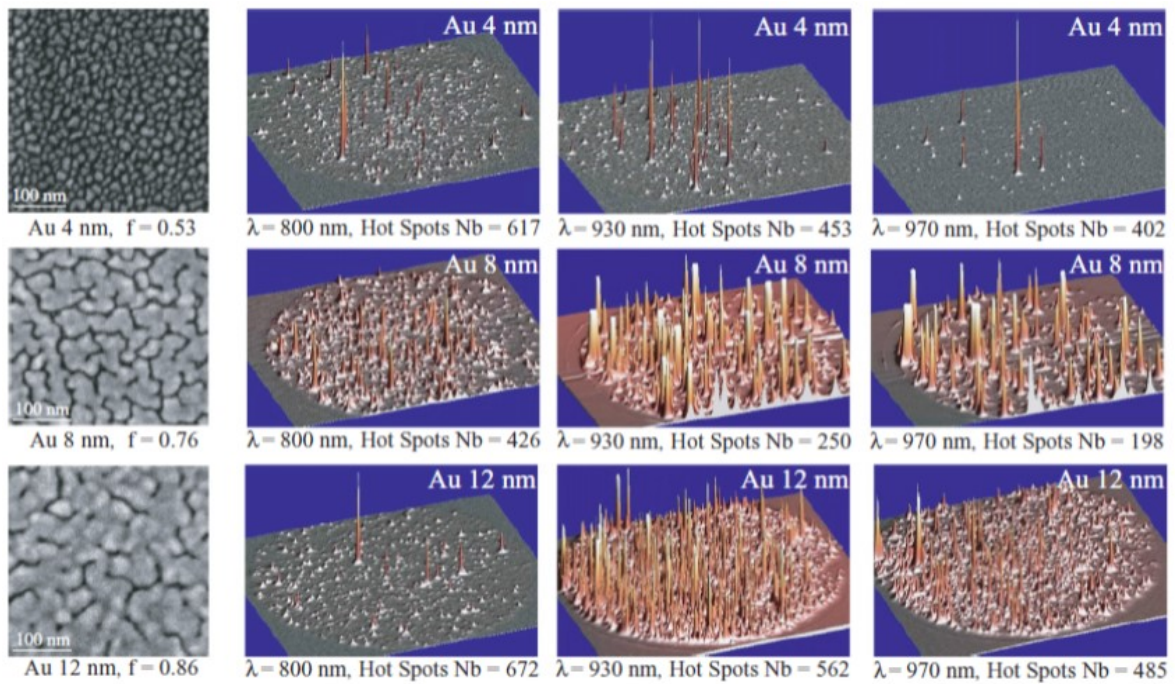 Au 4 nm
Au 4 nm
Au 4 nm
100 nm
Au 4 nm, f = 0.53
λ = 800 nm, Hot Spots Nb = 617
λ = 930 nm, Hot Spots Nb = 453
λ = 970 nm, Hot Spots Nb = 402
Au 8 nm
Au 8 nm
Au 8 nm
100 nm
Au 8 nm, f = 0.76
λ = 800 nm, Hot Spots Nb = 426
λ = 930 nm, Hot Spots Nb = 250
λ = 970 nm, Hot Spots Nb = 198
Au 12 nm
Au 12 nm
Au 12 nm
100 nm
Au 12 nm, f = 0.86
λ = 800 nm, Hot Spots Nb = 672
λ = 930 nm, Hot Spots Nb = 562
λ = 970 nm, Hot Spots Nb = 485